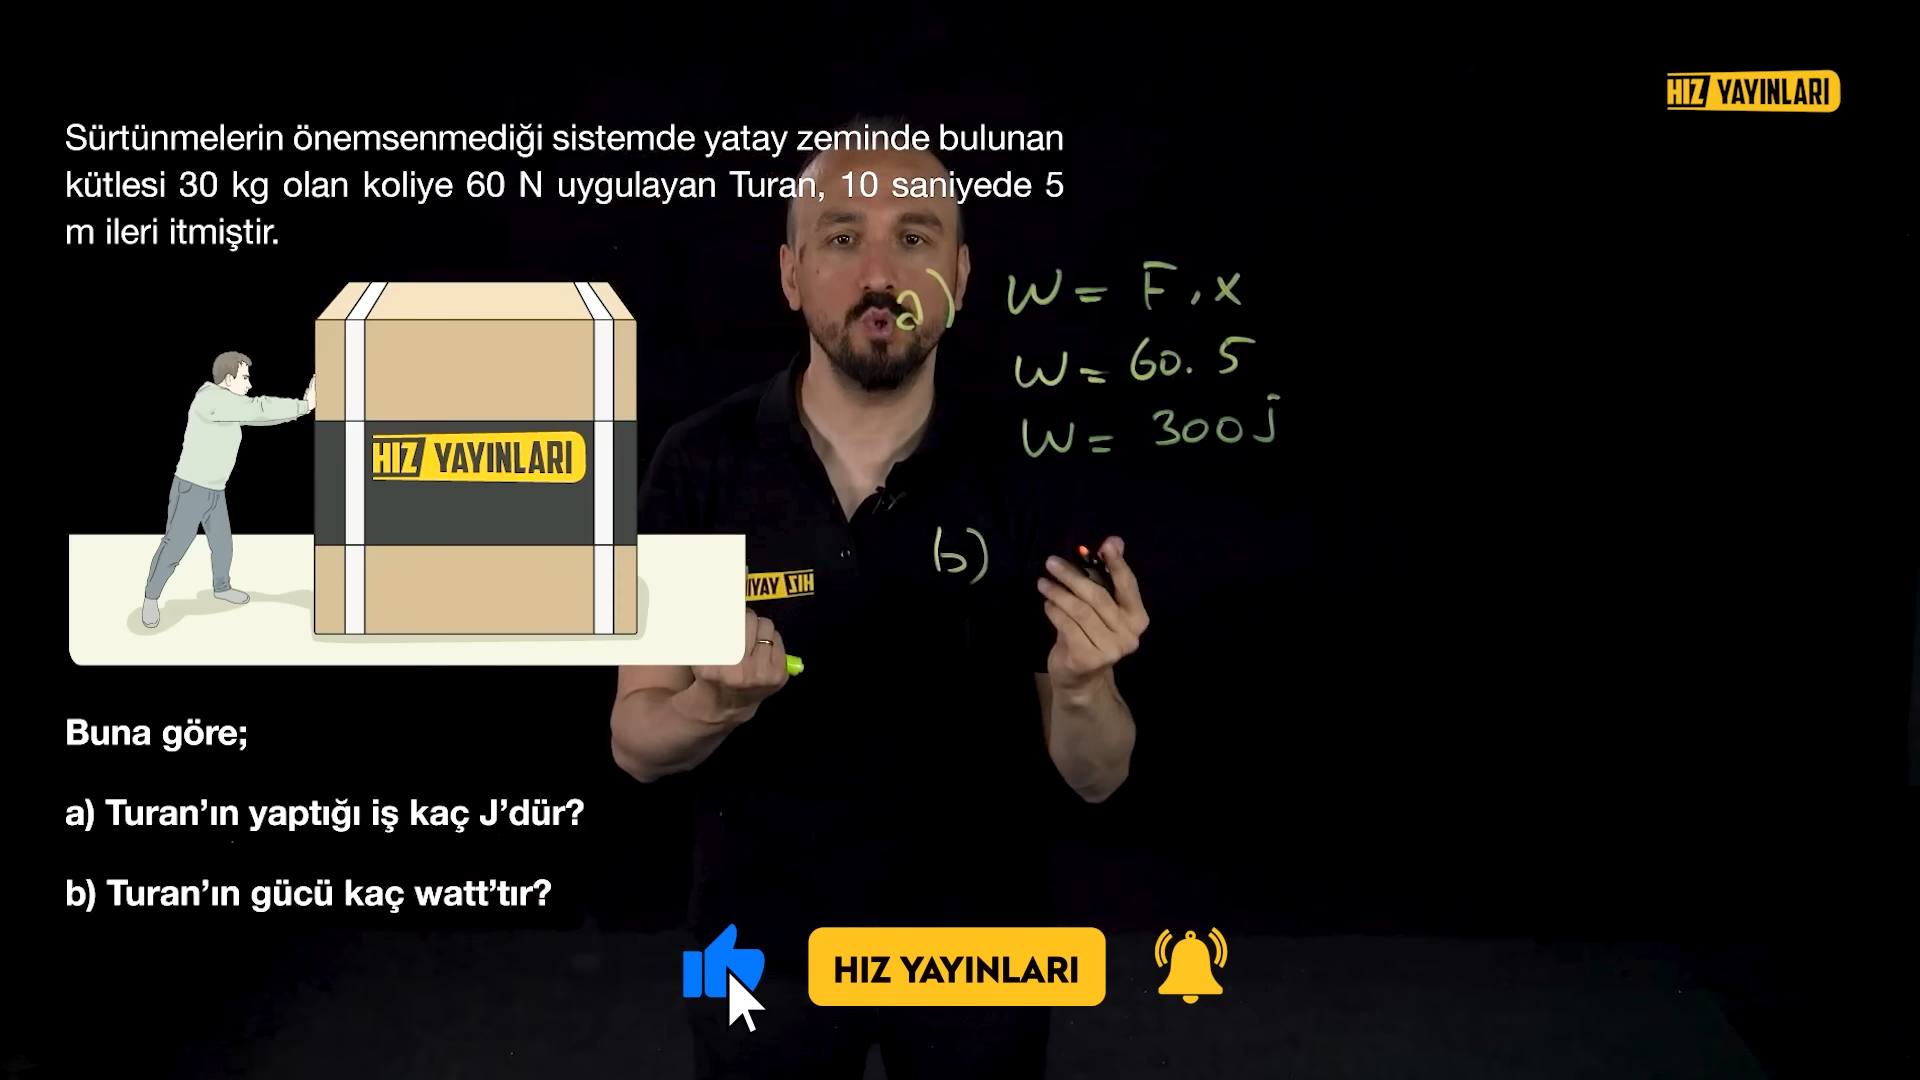 HIZ YAYINLARI
Sürtünmelerin önemsenmediği sistemde yatay zeminde bulunan
kütlesi 30 kg olan koliye 60 N uygulayan Turan, 10 saniyede 5
m ileri itmiştir.
a) W = F . x
W = 60 . 5
W = 300 J
HIZ YAYINLARI
b)
Buna göre;
a) Turan’ın yaptığı iş kaç J’dür?
b) Turan’ın gücü kaç watt’tır?
HIZ YAYINLARI